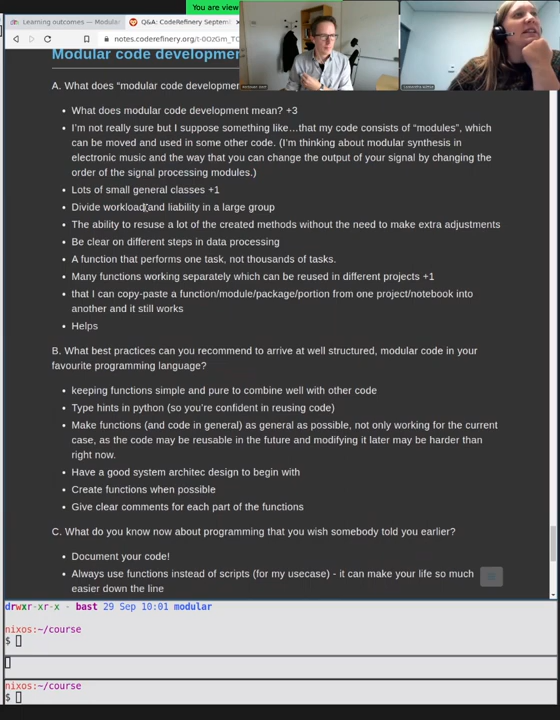 You are view
Learning outcomes — Modular
Q&A: CodeRefinery Septemb
notes.coderefinery.org/
Modular code developmen
A. What does “modular code developmen
What does modular code development mean? +3
I’m not really sure but I suppose something like…that my code consists of “modules”, which
can be moved and used in some other code. (I’m thinking about modular synthesis in
electronic music and the way that you can change the output of your signal by changing the
order of the signal processing modules.)
Lots of small general classes +1
Divide workload and liability in a large group
The ability to resuse a lot of the created methods without the need to make extra adjustments
Be clear on different steps in data processing
A function that performs one task, not thousands of tasks.
Many functions working separately which can be reused in different projects +1
that I can copy-paste a function/module/package/portion from one project/notebook into
another and it still works
Helps
B. What best practices can you recommend to arrive at well structured, modular code in your
favourite programming language?
keeping functions simple and pure to combine well with other code
Type hints in python (so you’re confident in reusing code)
Make functions (and code in general) as general as possible, not only working for the current
case, as the code may be reusable in the future and modifying it later may be harder than
right now.
Have a good system architec design to begin with
Create functions when possible
Give clear comments for each part of the functions
C. What do you know now about programming that you wish somebody told you earlier?
Document your code!
Always use functions instead of scripts (for my usecase) - it can make your life so much
easier down the line
drwxr-xr-x - bast 29 Sep 10:01 modular
nixos:~/course
$
nixos:~/course
$